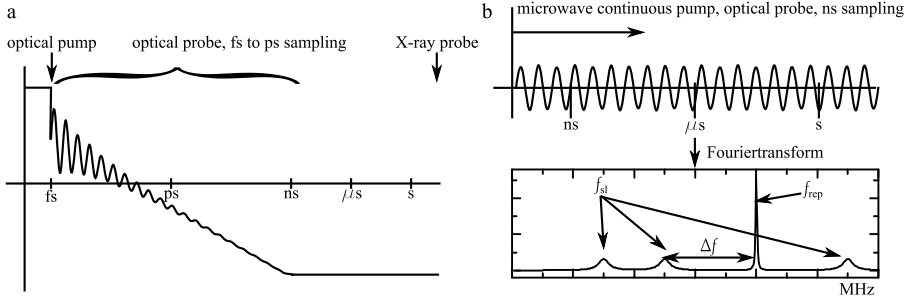 a
optical pump
optical probe, fs to ps sampling
X-ray probe
fs
ps
ns
μs
s
b
microwave continuous pump, optical probe, ns sampling
ns
μs
s
Fouriertransform
fsl
frep
Δf
MHz